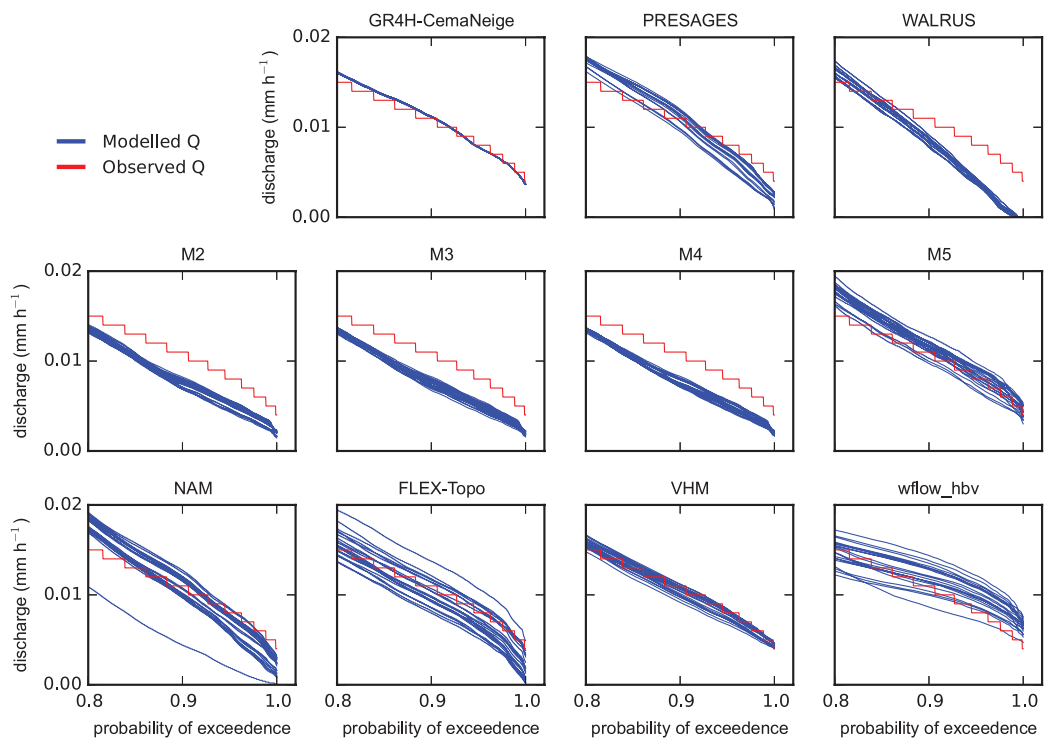 GR4H-CemaNeige
PRESAGES
WALRUS
Modelled Q
Observed Q
discharge (mm h⁻¹)
0.02
0.01
0.00
M2
M3
M4
M5
discharge (mm h⁻¹)
0.02
0.01
0.00
NAM
FLEX-Topo
VHM
wflow_hbv
discharge (mm h⁻¹)
0.02
0.01
0.00
0.8 0.9 1.0 0.8 0.9 1.0 0.8 0.9 1.0 0.8 0.9 1.0
probability of exceedence probability of exceedence probability of exceedence probability of exceedence